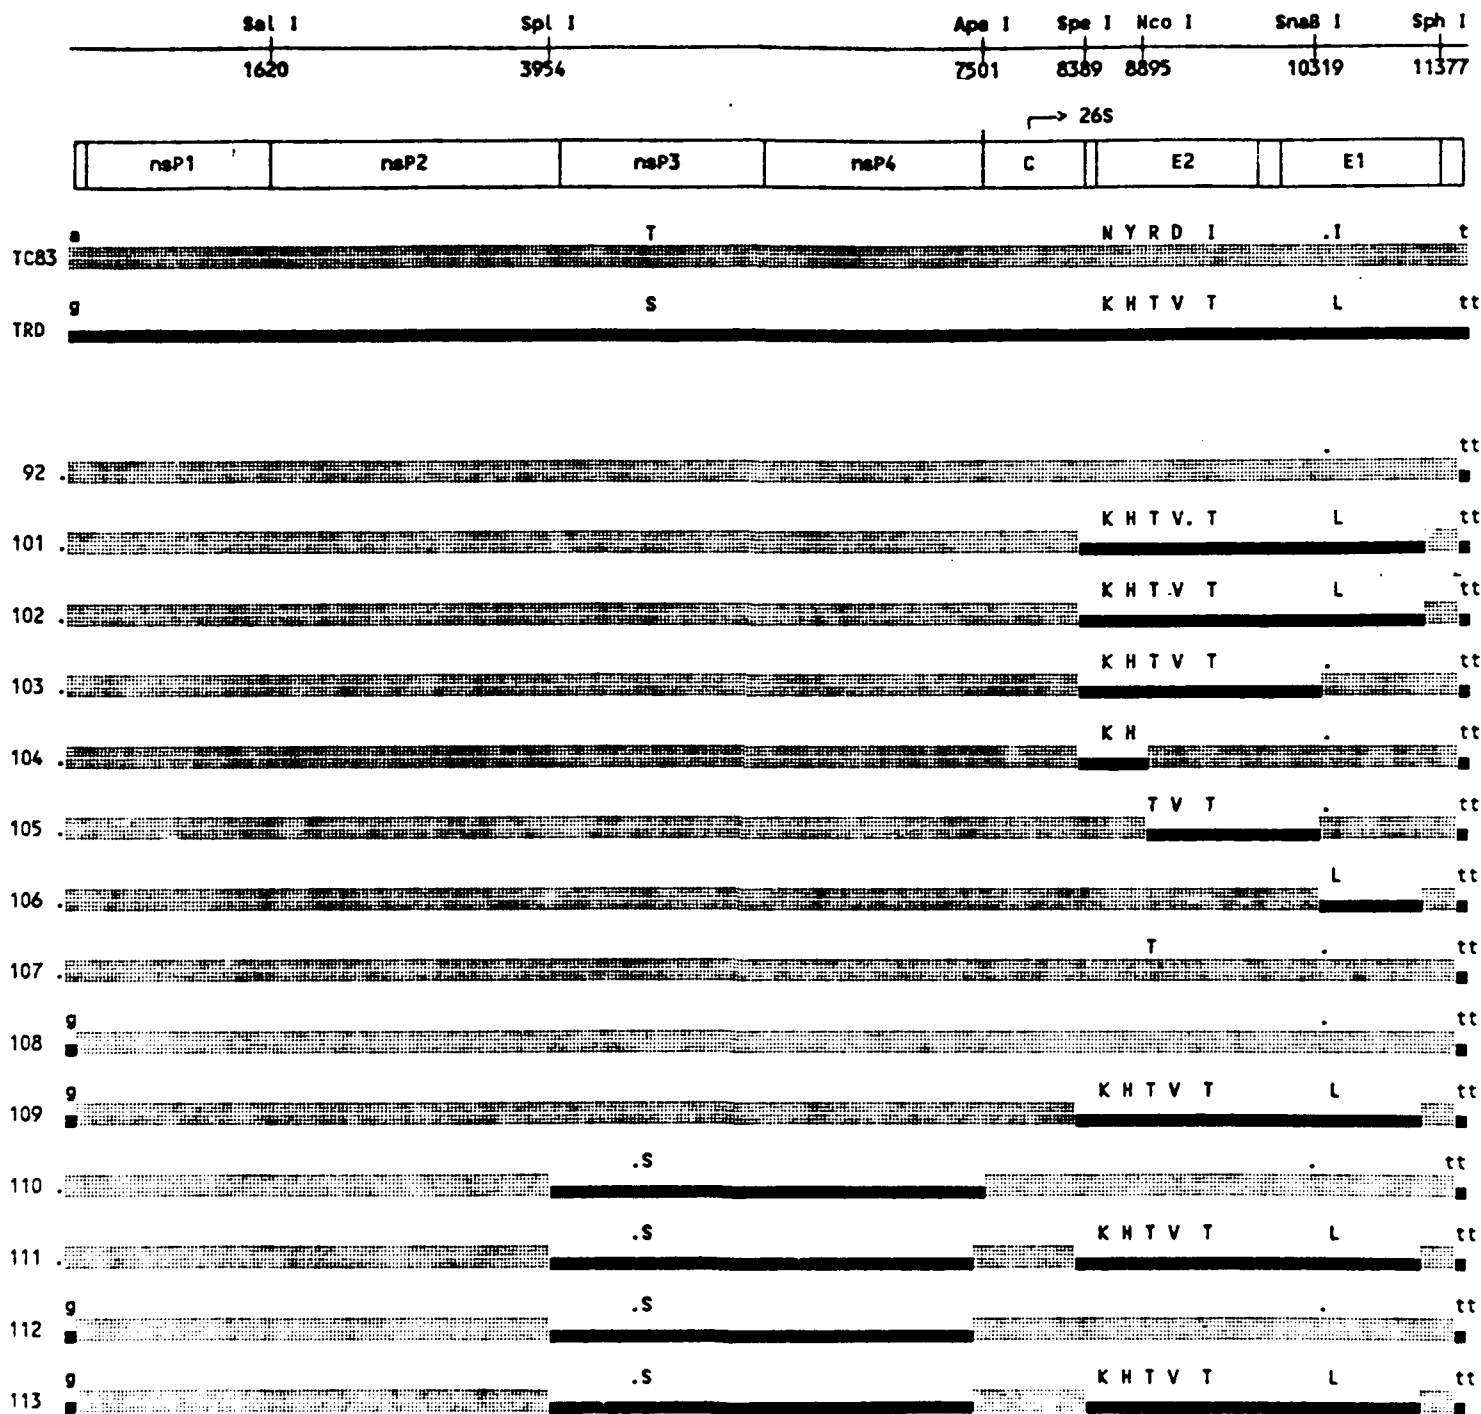 Sal I Spl I Apa I Spe I Nco I SnaB I Sph I
1620 3954 7501 8389 8895 10319 11377
26S
nsP1 nsP2 nsP3 nsP4 C E2 E1
a T N Y R D I .I t
TC83
g S K H T V T L tt
TRD
. tt
92 .
K H T V. T L tt
101 .
K H T V T L tt
102 .
K H T V T . tt
103 .
K H . tt
104 .
T V T . tt
105 .
L tt
106 .
T . tt
107 .
g . tt
108
g K H T V T L tt
109
.S . tt
110 .
.S K H T V T L tt
111 .
g .S . tt
112
g .S K H T V T L tt
113